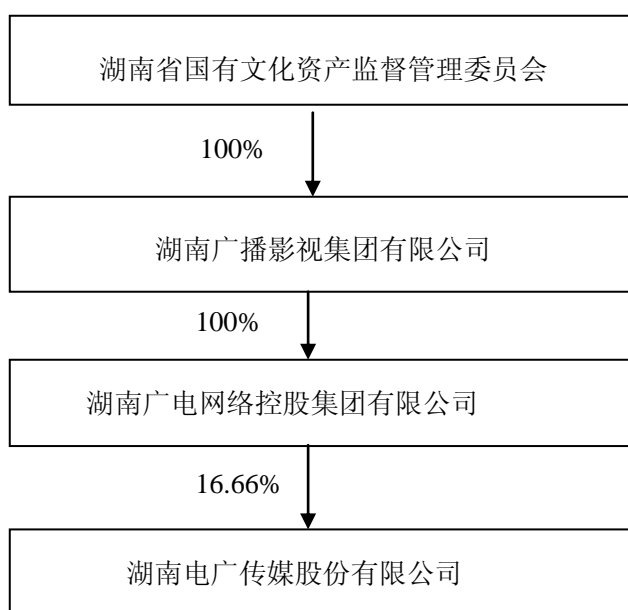 湖南省国有文化资产监督管理委员会
100%
湖南广播影视集团有限公司
100%
湖南广电网络控股集团有限公司
16.66%
湖南电广传媒股份有限公司